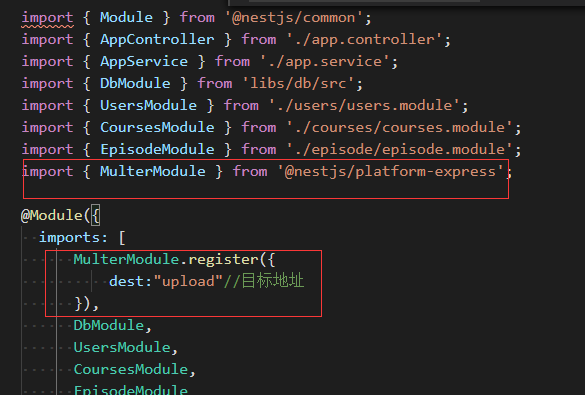 import { Module } from '@nestjs/common';
import { AppController } from './app.controller';
import { AppService } from './app.service';
import { DbModule } from 'libs/db/src';
import { UsersModule } from './users/users.module';
import { CoursesModule } from './courses/courses.module';
import { EpisodeModule } from './episode/episode.module';
import { MulterModule } from '@nestjs/platform-express';
@Module({
imports: [
MulterModule.register({
dest:"upload"//目标地址
}),
DbModule,
UsersModule,
CoursesModule,
EpisodeModule